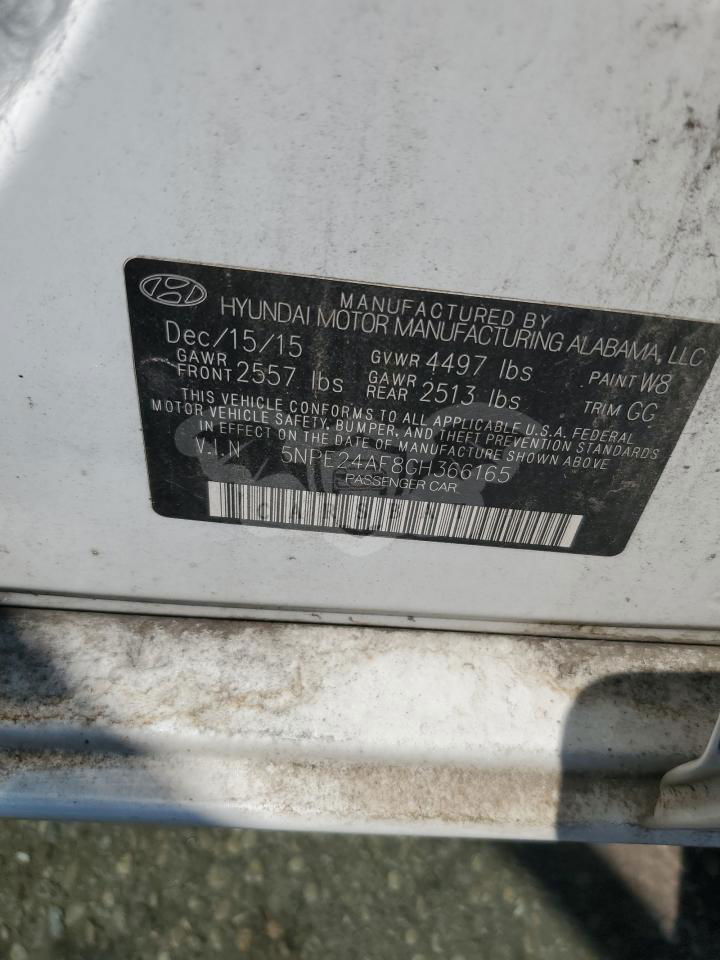 MANUFACTURED BY
HYUNDAI MOTOR MANUFACTURING ALABAMA, LLC
Dec/15/15 GVWR 4497 lbs PAINT W8
GAWR FRONT 2557 lbs GAWR REAR 2513 lbs TRIM GG
THIS VEHICLE CONFORMS TO ALL APPLICABLE U.S.A. FEDERAL
MOTOR VEHICLE SAFETY, BUMPER, AND THEFT PREVENTION STANDARDS
IN EFFECT ON THE DATE OF MANUFACTURE SHOWN ABOVE.
V.I.N 5NPE24AF8GH366165
PASSENGER CAR